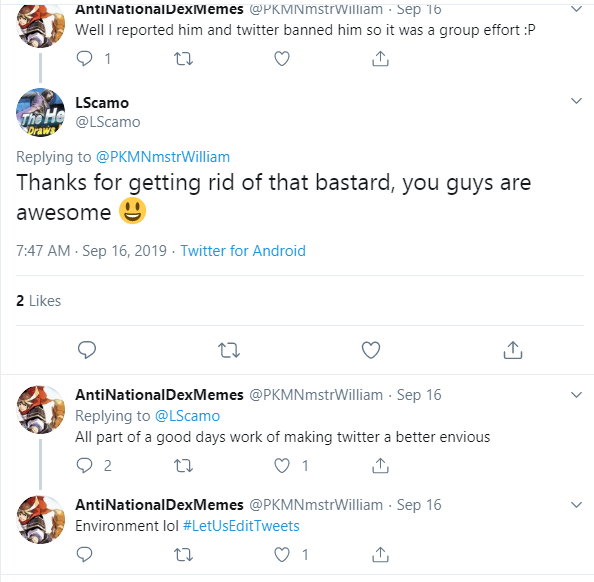 AntiNationalDexMemes @PKMNmstrWilliam · Sep 16
Well I reported him and twitter banned him so it was a group effort :P
1
The He
Draws
LScamo
@LScamo
Replying to @PKMNmstrWilliam
Thanks for getting rid of that bastard, you guys are
awesome 😃
7:47 AM · Sep 16, 2019 · Twitter for Android
2 Likes
AntiNationalDexMemes @PKMNmstrWilliam · Sep 16
Replying to @LScamo
All part of a good days work of making twitter a better envious
2 1
AntiNationalDexMemes @PKMNmstrWilliam · Sep 16
Environment lol #LetUsEditTweets
1